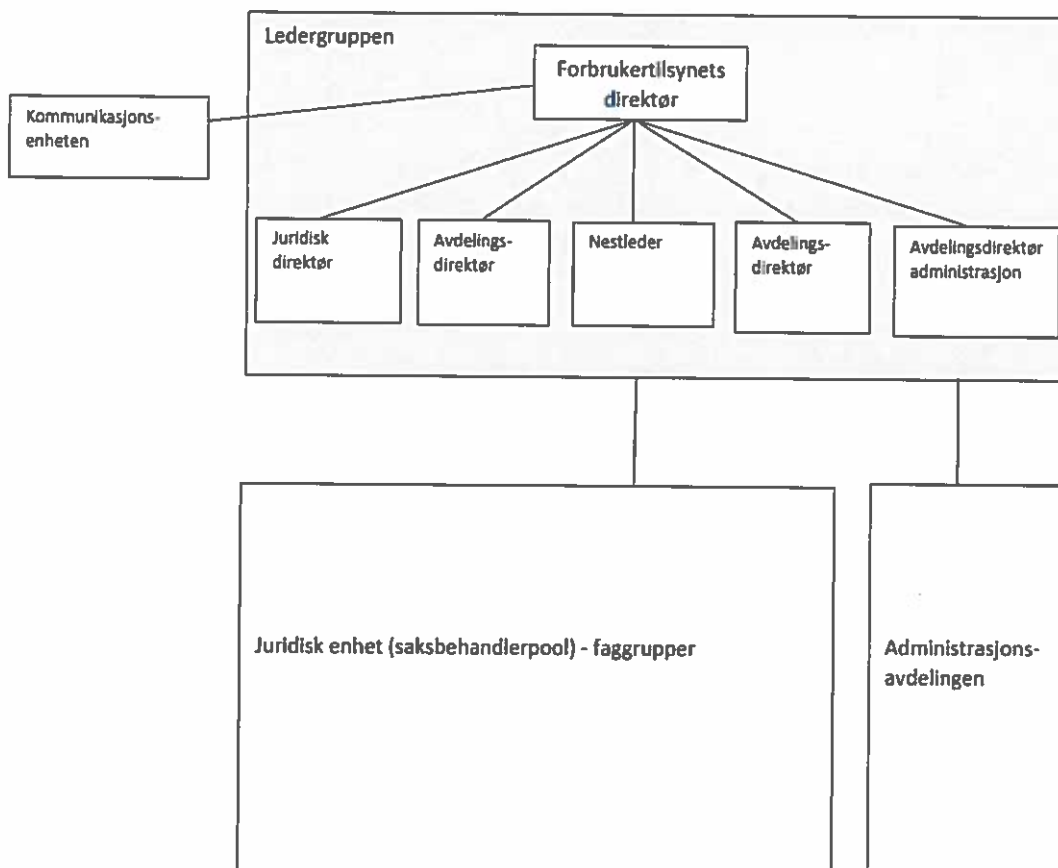 Ledergruppen
Forbrukertilsynets
direktør
Kommunikasjons-
enheten
Juridisk
direktør
Avdelings-
direktør
Nestleder
Avdelings-
direktør
Avdelingsdirektør
administrasjon
Juridisk enhet (saksbehandlerpool) - faggrupper
Administrasjons-
avdelingen